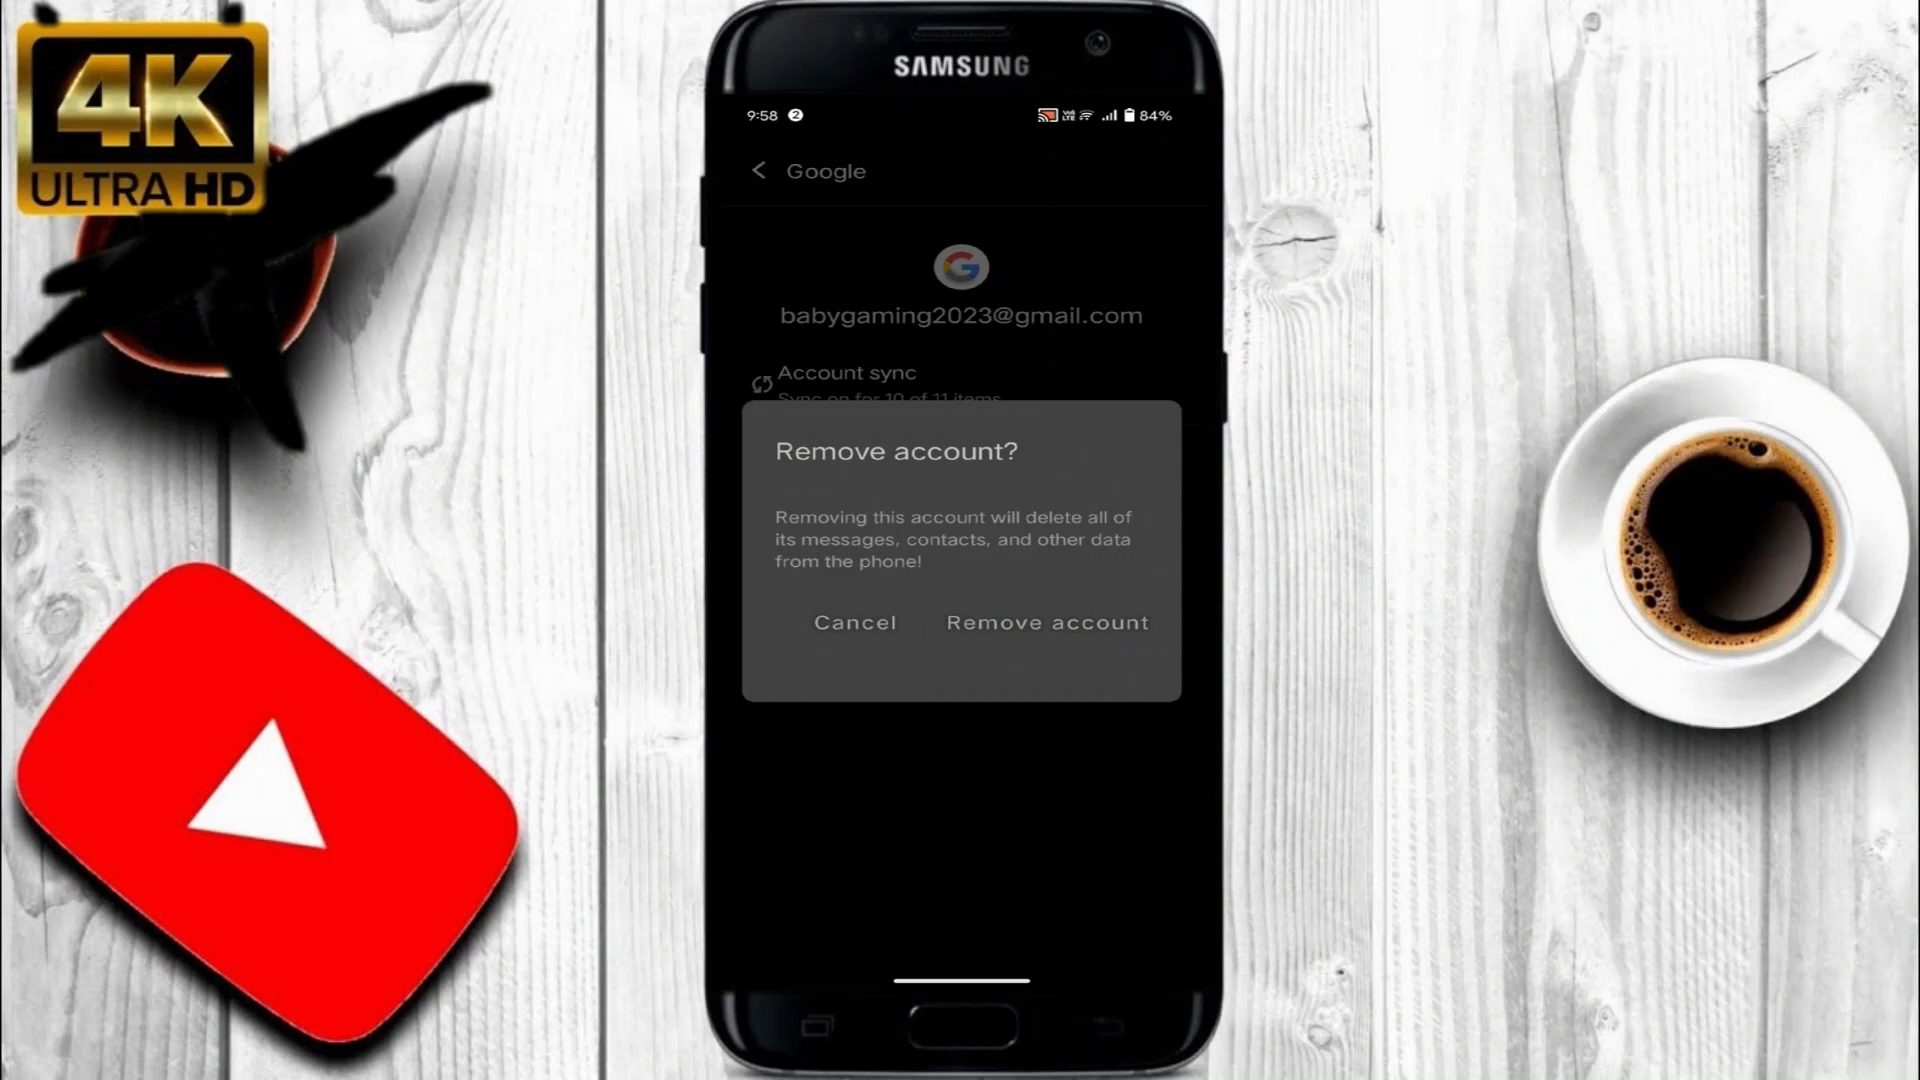 4K
ULTRA HD
SAMSUNG
9:58 2 84%
Google
babygaming2023@gmail.com
Account sync
Sync on for 10 of 11 items
Remove account?
Removing this account will delete all of
its messages, contacts, and other data
from the phone!
Cancel Remove account